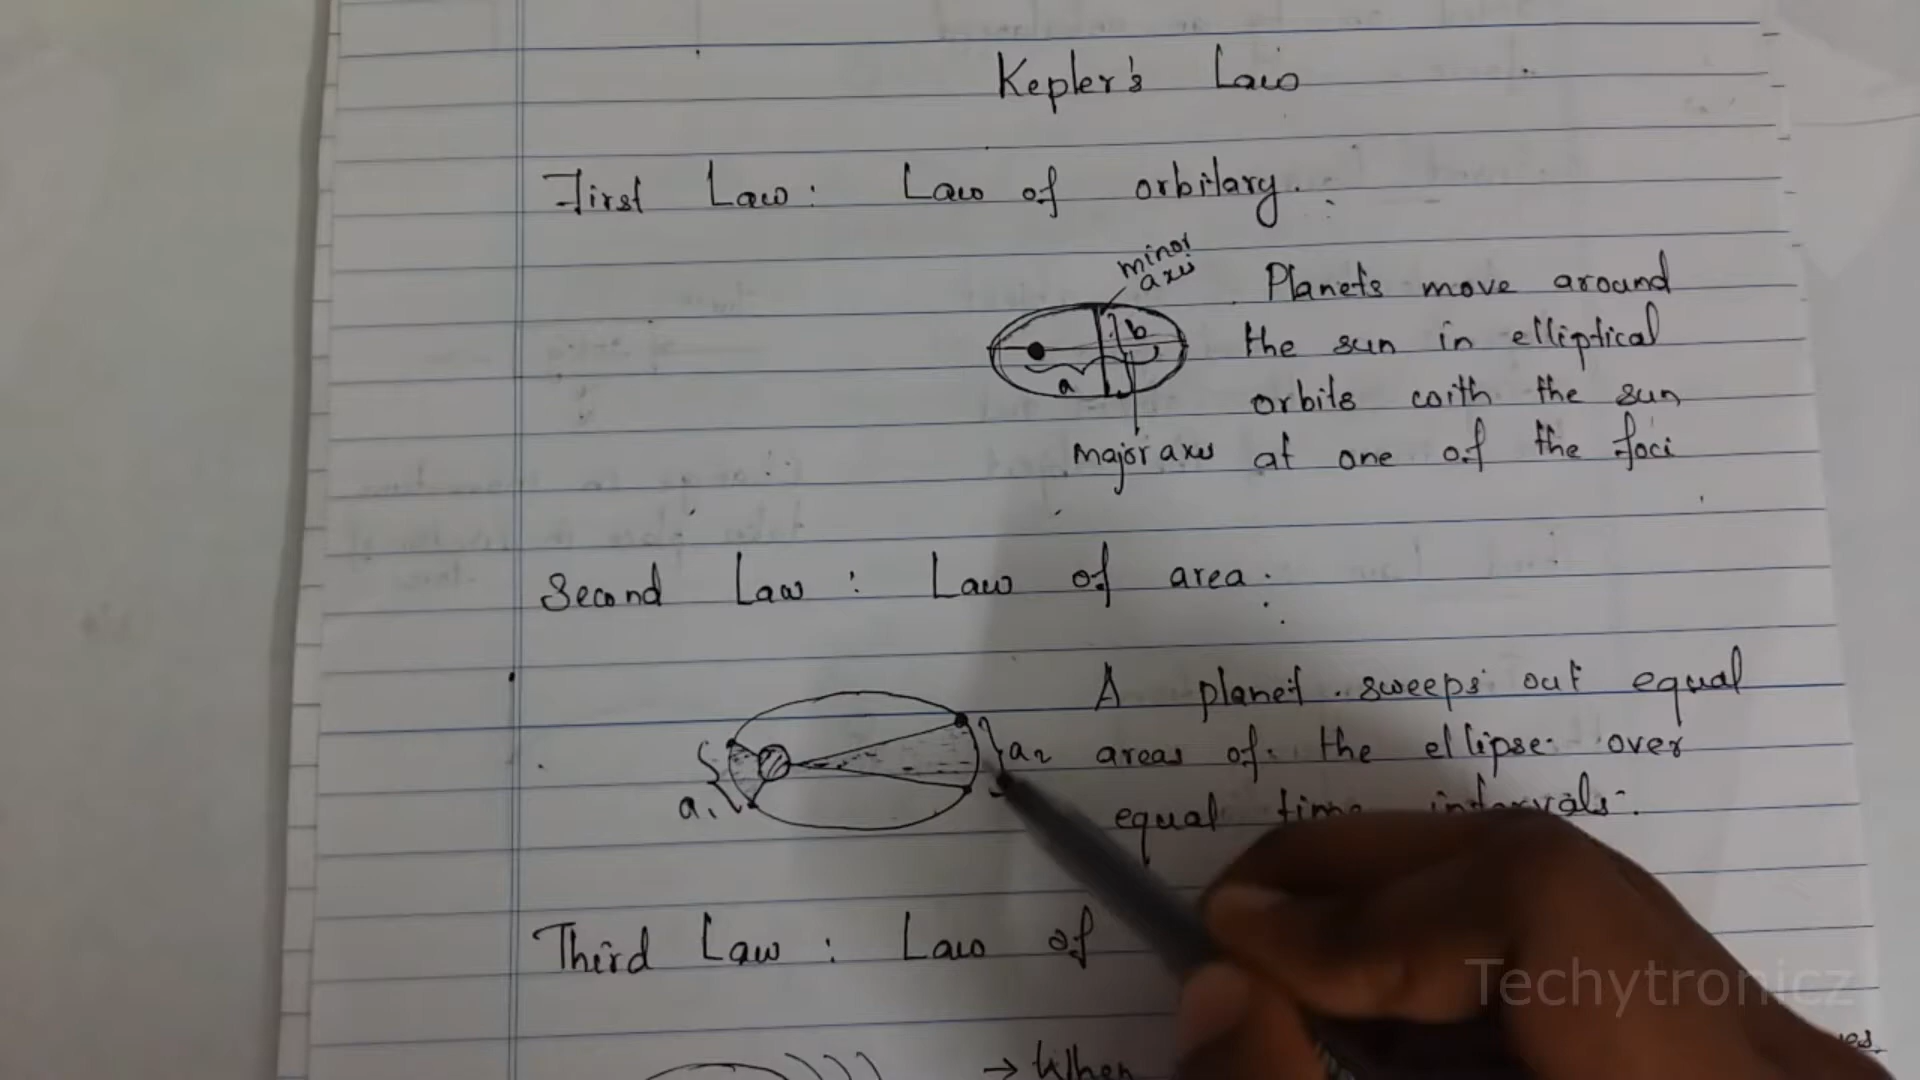 Kepler's Law
First Law: Law of orbitary.
minor
axis
Planets move around
b
the sun in elliptical
a
orbits with the sun
Major axis
at one of the foci
Second Law: Law of area.
A planet sweeps out equal
a2
areas of the ellipse over
a1
equal time intervals.
Third Law: Law of
Techytronicz
→ When